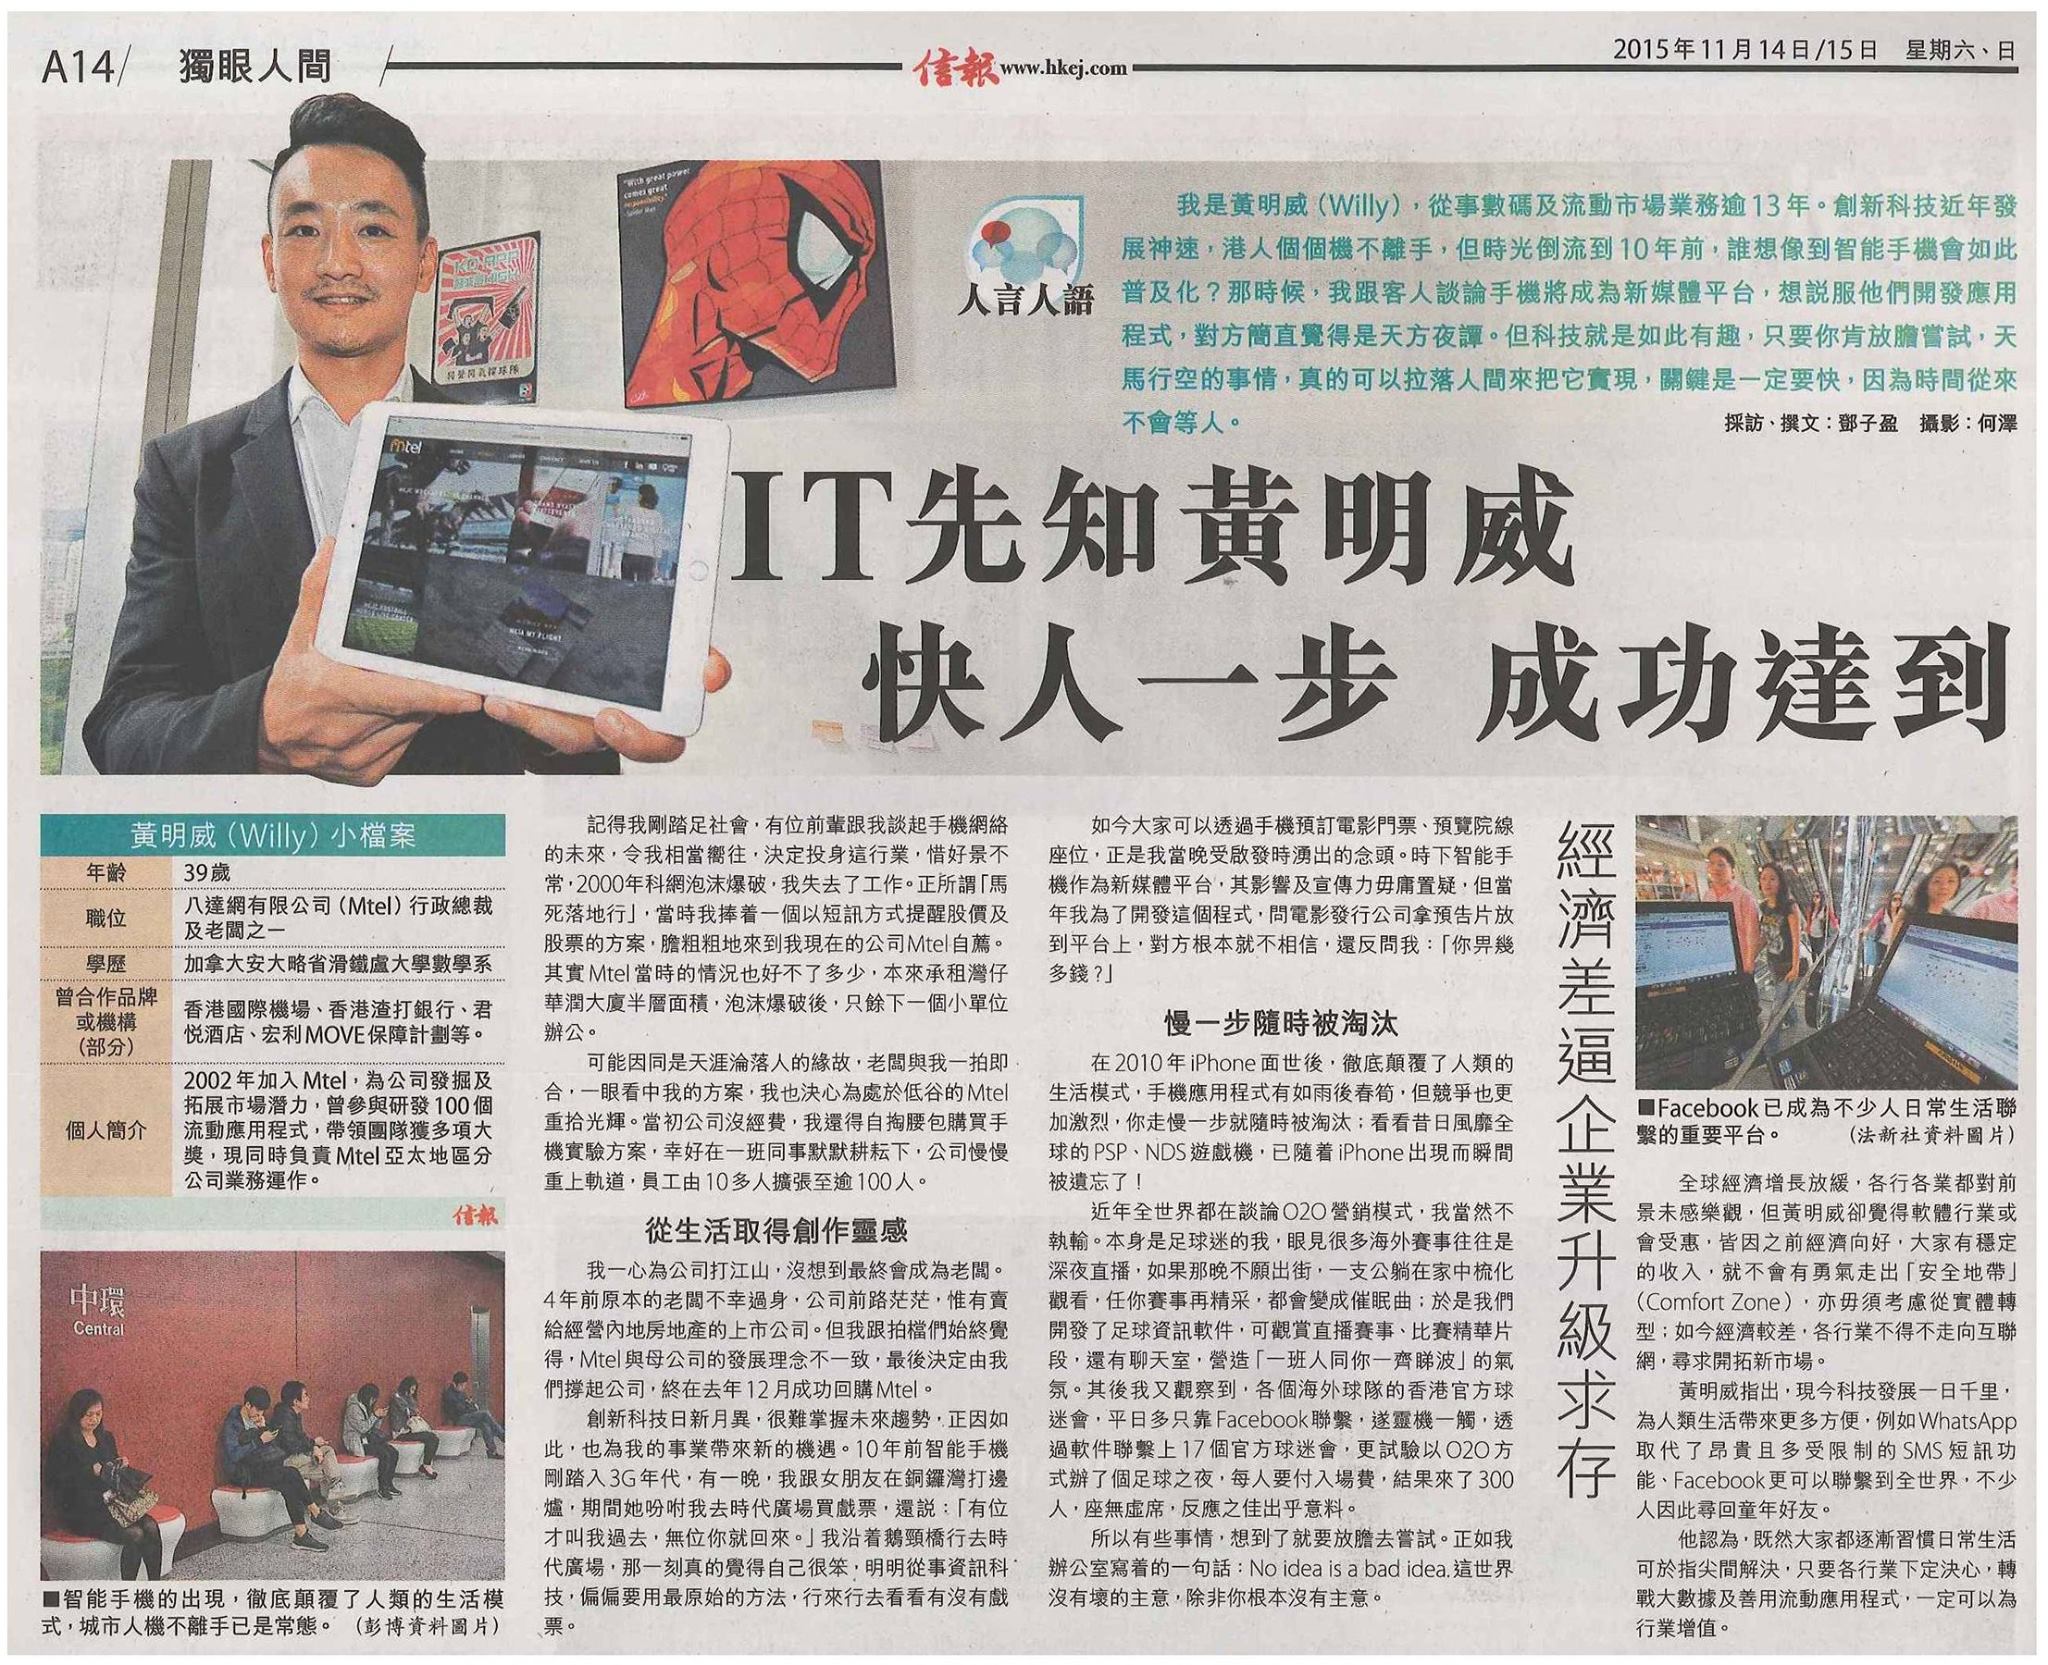 A14/ 獨眼人間
信報 www.hkej.com
2015年11月14日/15日 星期六、日
"With great power
comes great
responsibility"
人言人語
我是黃明威（Willy），從事數碼及流動市場業務逾13年。創新科技近年發
展神速，港人個個機不離手，但時光倒流到10年前，誰想像到智能手機會如此
普及化？那時候，我跟客人談論手機將成為新媒體平台，想說服他們開發應用
程式，對方簡直覺得是天方夜譚。但科技就是如此有趣，只要你肯放膽嘗試，天
馬行空的事情，真的可以拉落人間來把它實現，關鍵是一定要快，因為時間從來
不會等人。
採訪、撰文：鄧子盈 攝影：何澤
mtel
IT先知黃明威
快人一步 成功達到
黃明威（Willy）小檔案
年齡 39歲
職位 八達網有限公司（Mtel）行政總裁
及老闆之一
學歷 加拿大安大略省滑鐵盧大學數學系
曾合作品牌
或機構
（部分）
香港國際機場、香港渣打銀行、君
悅酒店、宏利MOVE保障計劃等。
個人簡介
2002年加入Mtel，為公司發掘及
拓展市場潛力，曾參與研發100個
流動應用程式，帶領團隊獲多項大
獎，現同時負責Mtel亞太地區分
公司業務運作。
信報
中環
Central
■智能手機的出現，徹底顛覆了人類的生活模
式，城市人機不離手已是常態。（彭博資料圖片）
記得我剛踏足社會，有位前輩跟我談起手機網絡
的未來，令我相當嚮往，決定投身這行業，惜好景不
常，2000年科網泡沫爆破，我失去了工作。正所謂「馬
死落地行」，當時我捧着一個以短訊方式提醒股價及
股票的方案，膽粗粗地來到我現在的公司Mtel自薦。
其實Mtel當時的情況也好不了多少，本來承租灣仔
華潤大廈半層面積，泡沫爆破後，只餘下一個小單位
辦公。
可能因同是天涯淪落人的緣故，老闆與我一拍即
合，一眼看中我的方案，我也決心為處於低谷的Mtel
重拾光輝。當初公司沒經費，我還得自掏腰包購買手
機實驗方案，幸好在一班同事默默耕耘下，公司慢慢
重上軌道，員工由10多人擴張至逾100人。
從生活取得創作靈感
我一心為公司打江山，沒想到最終會成為老闆。
4年前原本的老闆不幸過身，公司前路茫茫，惟有賣
給經營內地房地產的上市公司。但我跟拍檔們始終覺
得，Mtel與母公司的發展理念不一致，最後決定由我
們撐起公司，終在去年12月成功回購Mtel。
創新科技日新月異，很難掌握未來趨勢，正因如
此，也為我的事業帶來新的機遇。10年前智能手機
剛踏入3G年代，有一晚，我跟女朋友在銅鑼灣打邊
爐，期間她吩咐我去時代廣場買戲票，還說：「有位
才叫我過去，無位你就回來。」我沿着鵝頸橋行去時
代廣場，那一刻真的覺得自己很笨，明明從事資訊科
技，偏偏要用最原始的方法，行來行去看看有沒有戲
票。
如今大家可以透過手機預訂電影門票、預覽院線
座位，正是我當晚受啟發時湧出的念頭。時下智能手
機作為新媒體平台，其影響及宣傳力毋庸置疑，但當
年我為了開發這個程式，問電影發行公司拿預告片放
到平台上，對方根本就不相信，還反問我：「你畀幾
多錢？」
慢一步隨時被淘汰
在2010年iPhone面世後，徹底顛覆了人類的
生活模式，手機應用程式有如雨後春筍，但競爭也更
加激烈，你走慢一步就隨時被淘汰；看看昔日風靡全
球的PSP、NDS遊戲機，已隨着iPhone出現而瞬間
被遺忘了！
近年全世界都在談論O2O營銷模式，我當然不
執輸。本身是足球迷的我，眼見很多海外賽事往往是
深夜直播，如果那晚不願出街，一支公躺在家中梳化
觀看，任你賽事再精采，都會變成催眠曲；於是我們
開發了足球資訊軟件，可觀賞直播賽事、比賽精華片
段，還有聊天室，營造「一班人同你一齊睇波」的氣
氛。其後我又觀察到，各個海外球隊的香港官方球
迷會，平日多只靠Facebook聯繫，遂靈機一觸，透
過軟件聯繫上17個官方球迷會，更試驗以O2O方
式辦了個足球之夜，每人要付入場費，結果來了300
人，座無虛席，反應之佳出乎意料。
所以有些事情，想到了就要放膽去嘗試。正如我
辦公室寫着的一句話：No idea is a bad idea.這世界
沒有壞的主意，除非你根本沒有主意。
經濟差逼企業升級求存
■Facebook已成為不少人日常生活聯
繫的重要平台。（法新社資料圖片）
全球經濟增長放緩，各行各業都對前
景未感樂觀，但黃明威卻覺得軟體行業或
會受惠，皆因之前經濟向好，大家有穩定
的收入，就不會有勇氣走出「安全地帶」
（Comfort Zone），亦毋須考慮從實體轉
型；如今經濟較差，各行業不得不走向互聯
網，尋求開拓新市場。
黃明威指出，現今科技發展一日千里，
為人類生活帶來更多方便，例如WhatsApp
取代了昂貴且多受限制的SMS短訊功
能、Facebook更可以聯繫到全世界，不少
人因此尋回童年好友。
他認為，既然大家都逐漸習慣日常生活
可於指尖間解決，只要各行業下定決心，轉
戰大數據及善用流動應用程式，一定可以為
行業增值。